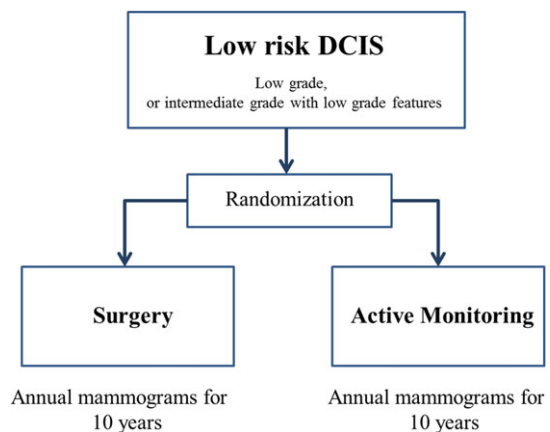 Low risk DCIS
Low grade,
or intermediate grade with low grade features
Randomization
Surgery
Active Monitoring
Annual mammograms for
10 years
Annual mammograms for
10 years